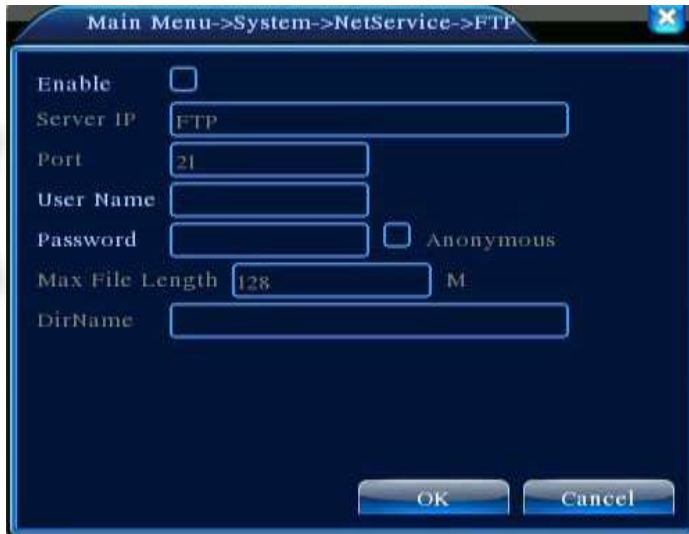 Main Menu->System->NetService->FTP
Enable
Server IP FTP
Port 21
User Name
Password Anonymous
Max File Length 128 M
DirName
OK Cancel